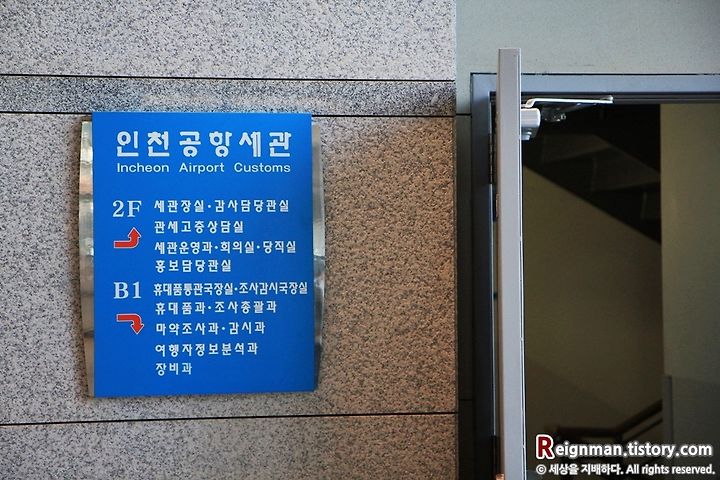 인천공항세관
Incheon Airport Customs
2F 세관장실·감사담당관실
관세고충상담실
세관운영과·회의실·당직실
홍보담당관실
B1 휴대품통관국장실·조사감시국장실
휴대품과·조사총괄과
마약조사과·감시과
여행자정보분석과
장비과
Reignman.tistory.com
© 세상을 지배하다. All rights reserved.